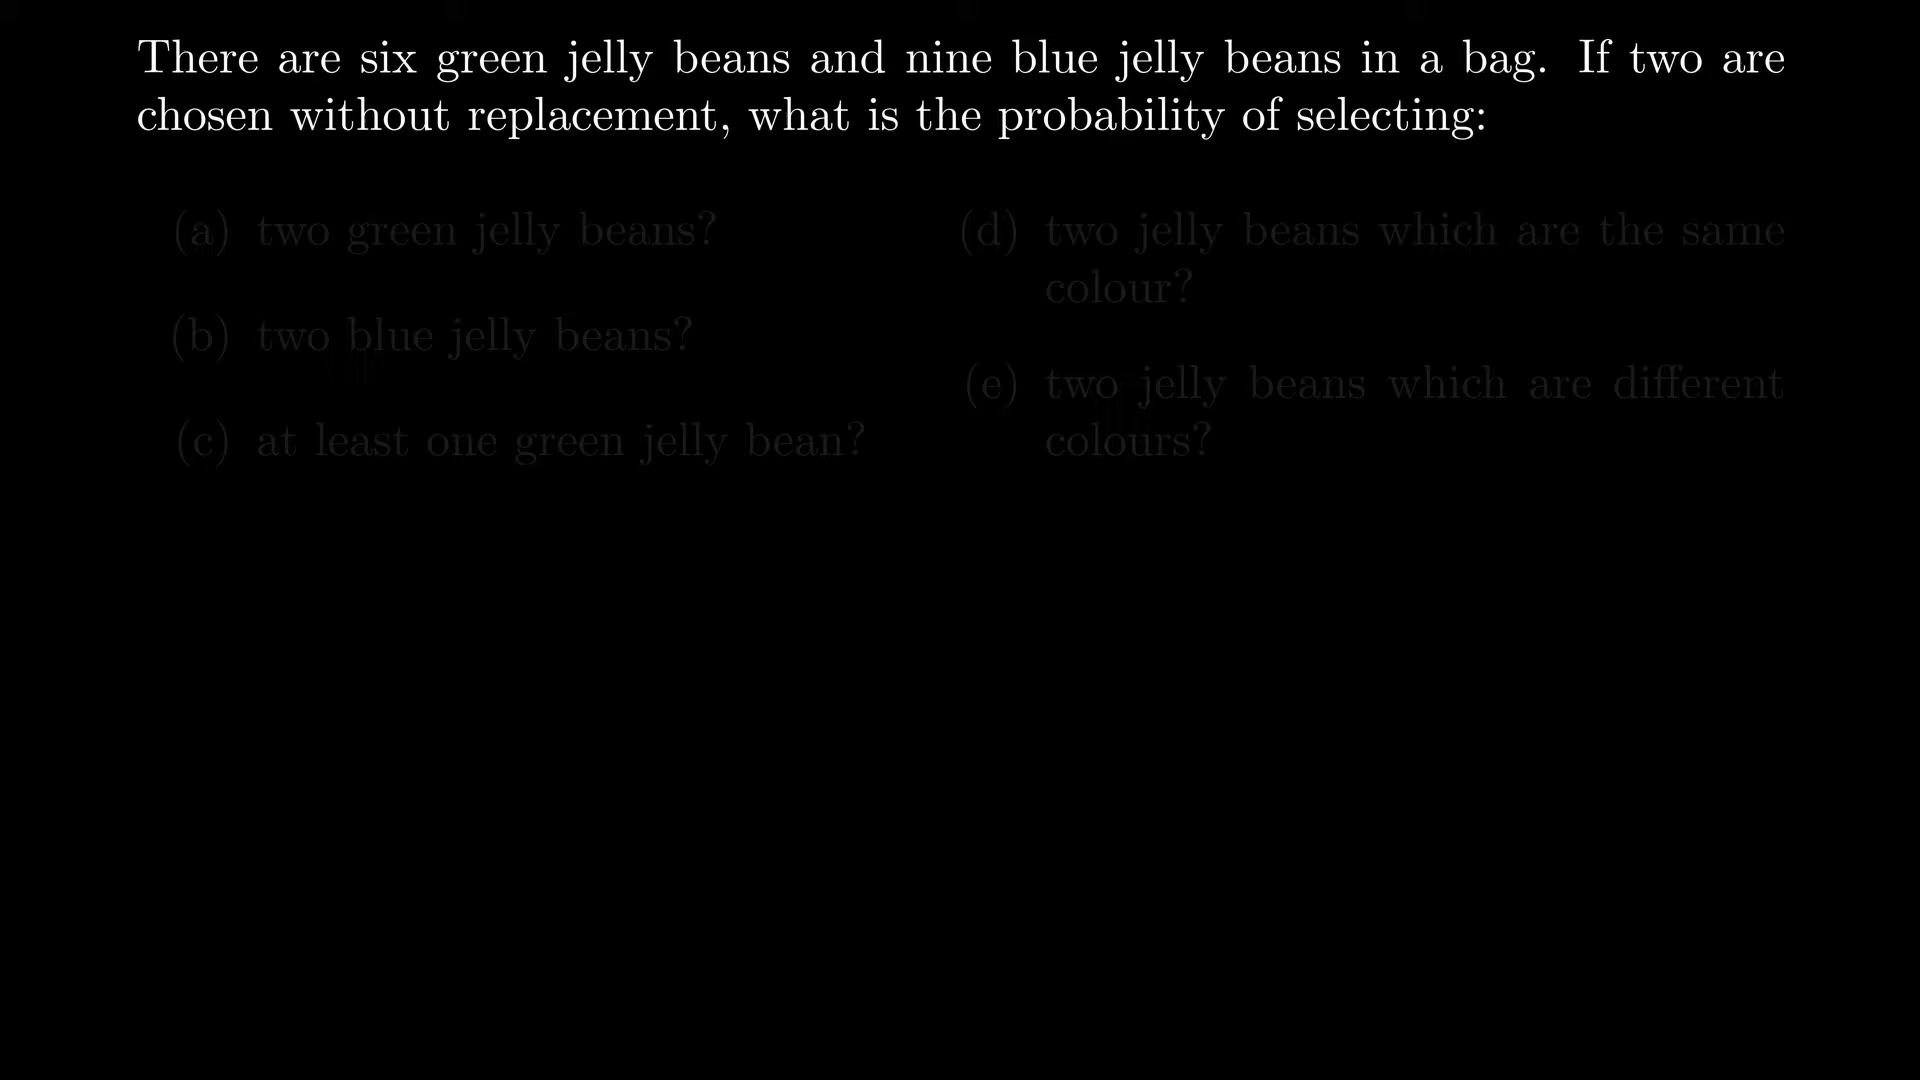 There are six green jelly beans and nine blue jelly beans in a bag. If two are
chosen without replacement, what is the probability of selecting:
(a) two green jelly beans?
(b) two blue jelly beans?
(c) at least one green jelly bean?
(d) two jelly beans which are the same
colour?
(e) two jelly beans which are different
colours?